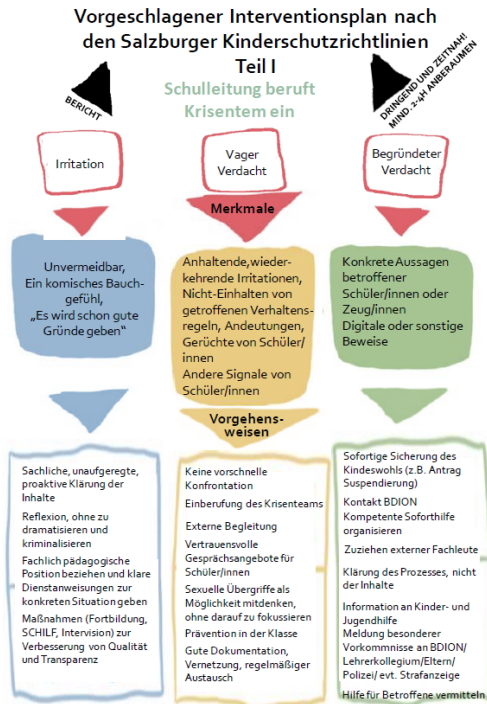 Vorgeschlagener Interventionsplan nach
den Salzburger Kinderschutzrichtlinien
Teil I
Schulleitung beruft
Krisentem ein
BERICHT
DRINGEND UND ZEITNAH!
MIND. 2-4H ANBERAUMEN
Irritation
Vager
Verdacht
Begründeter
Verdacht
Merkmale
Unvermeidbar,
Ein komisches Bauch-
gefühl,
„Es wird schon gute
Gründe geben“
Anhaltende,wieder-
kehrende Irritationen,
Nicht-Einhalten von
getroffenen Verhaltens-
regeln, Andeutungen,
Gerüchte von Schüler/
innen
Andere Signale von
Schüler/innen
Konkrete Aussagen
betroffener
Schüler/innen oder
Zeug/innen
Digitale oder sonstige
Beweise
Vorgehens-
weisen
Sachliche, unaufgeregte,
proaktive Klärung der
Inhalte
Reflexion, ohne zu
dramatisieren und
kriminalisieren
Fachlich pädagogische
Position beziehen und klare
Dienstanweisungen zur
konkreten Situation geben
Maßnahmen (Fortbildung,
SCHILF, Intervision) zur
Verbesserung von Qualität
und Transparenz
Keine vorschnelle
Konfrontation
Einberufung des Krisenteams
Externe Begleitung
Vertrauensvolle
Gesprächsangebote für
Schüler/innen
Sexuelle Übergriffe als
Möglichkeit mitdenken,
ohne darauf zu fokussieren
Prävention in der Klasse
Gute Dokumentation,
Vernetzung, regelmäßiger
Austausch
Sofortige Sicherung des
Kindeswohls (z.B. Antrag
Suspendierung)
Kontakt BDION
Kompetente Soforthilfe
organisieren
Zuziehen externer Fachleute
Klärung des Prozesses, nicht
der Inhalte
Information an Kinder- und
Jugendhilfe
Meldung besonderer
Vorkommnisse an BDION/
Lehrerkollegium/Eltern/
Polizei/ evt. Strafanzeige
Hilfe für Betroffene vermitteln